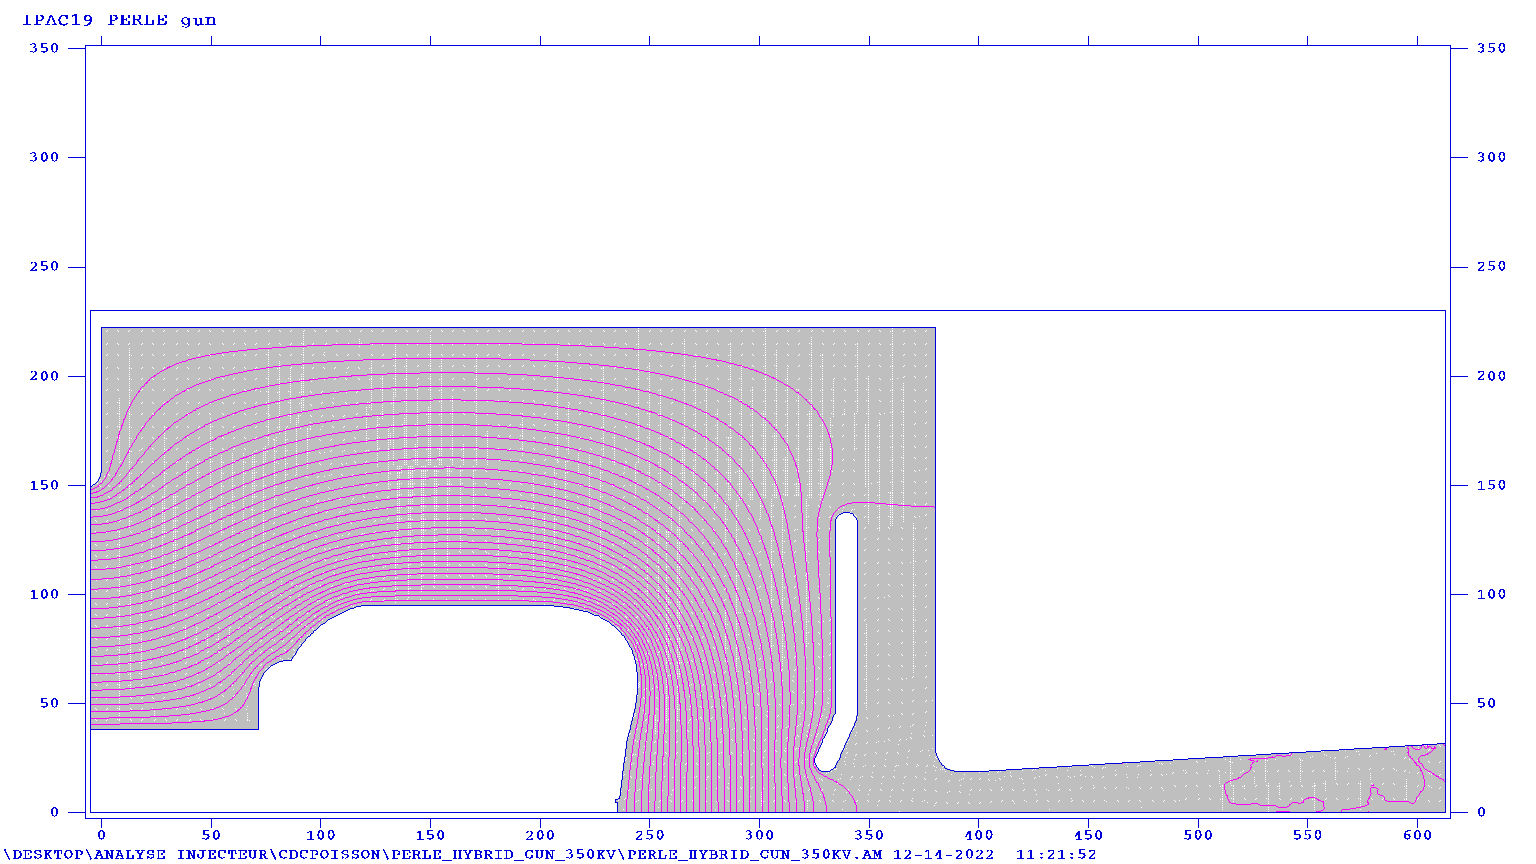 IPAC19 PERLE gun
350 350
300 300
250 250
200 200
150 150
100 100
50 50
0 0
0 50 100 150 200 250 300 350 400 450 500 550 600
\DESKTOP\ANALYSE INJECTEUR\CDCPOISSON\PERLE_HYBRID_GUN_350KV\PERLE_HYBRID_GUN_350KV.AM 12-14-2022 11:21:52